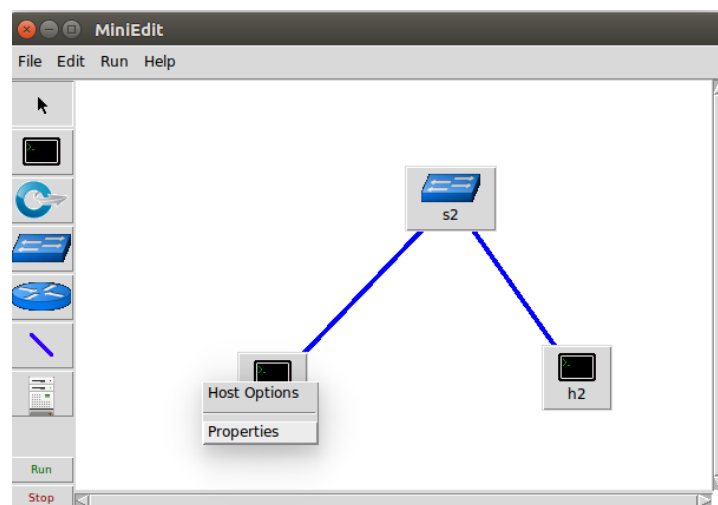 MiniEdit
File Edit Run Help
s2
Host Options
h2
Properties
Run
Stop